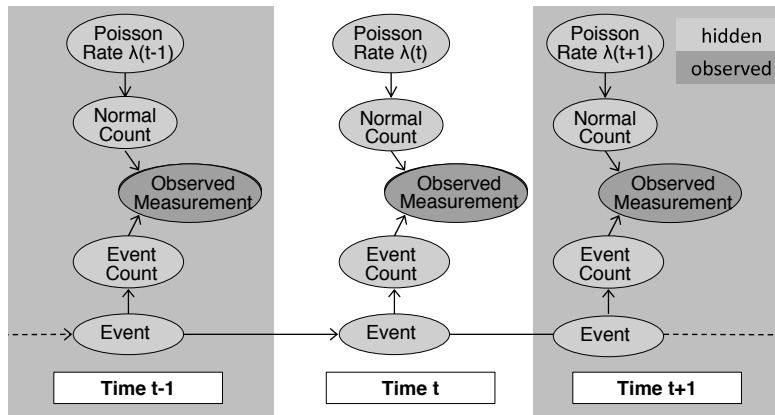 Poisson
Rate λ(t-1)
Normal
Count
Observed
Measurement
Event
Count
Event
Time t-1
Poisson
Rate λ(t)
Normal
Count
Observed
Measurement
Event
Count
Event
Time t
Poisson
Rate λ(t+1)
Normal
Count
Observed
Measurement
Event
Count
Event
Time t+1
hidden
observed